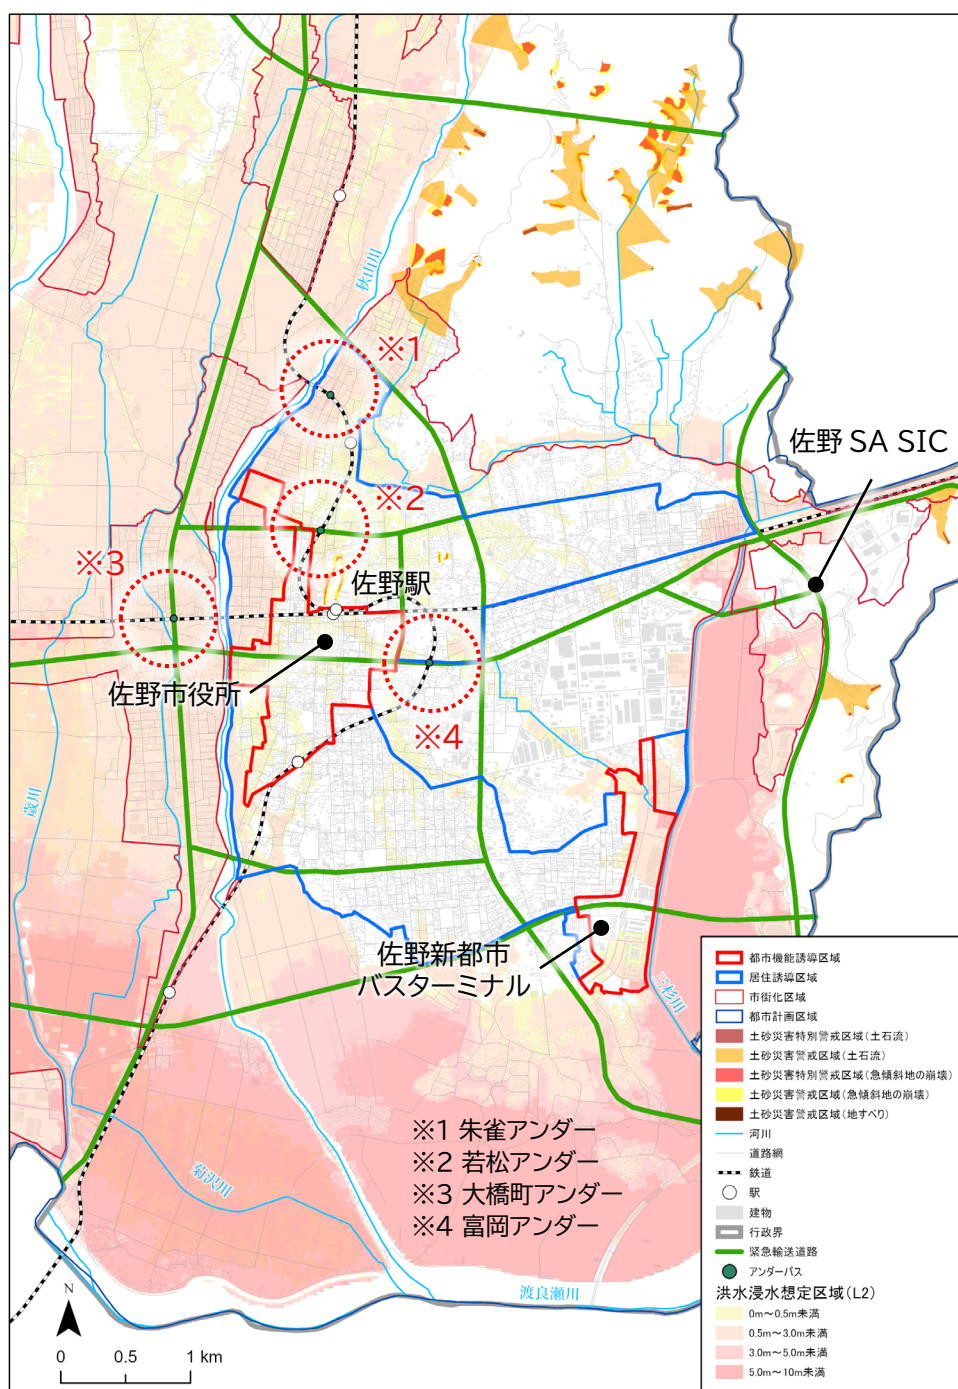 秋山川
※1
佐野 SA SIC
※2
※3
佐野駅
佐野市役所
※4
歳川
佐野新都市
バスターミナル
三杉川
※1 朱雀アンダー
※2 若松アンダー
※3 大橋町アンダー
※4 富岡アンダー
菊沢川
渡良瀬川
N
0 0.5 1 km
都市機能誘導区域
居住誘導区域
市街化区域
都市計画区域
土砂災害特別警戒区域(土石流)
土砂災害警戒区域(土石流)
土砂災害特別警戒区域(急傾斜地の崩壊)
土砂災害警戒区域(急傾斜地の崩壊)
土砂災害警戒区域(地すべり)
河川
道路網
鉄道
駅
建物
行政界
緊急輸送道路
アンダーパス
洪水浸水想定区域(L2)
0m～0.5m未満
0.5m～3.0m未満
3.0m～5.0m未満
5.0m～10m未満